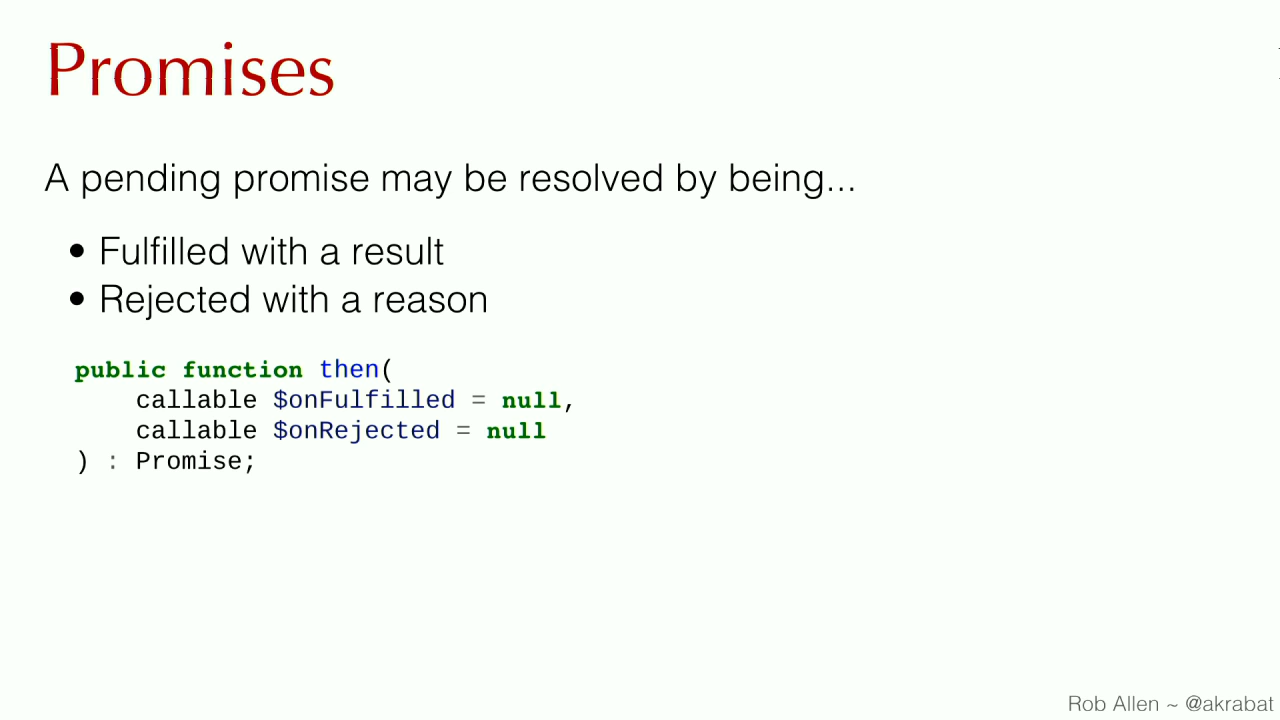 Promises
A pending promise may be resolved by being...
• Fulfilled with a result
• Rejected with a reason
public function then(
    callable $onFulfilled = null,
    callable $onRejected = null
) : Promise;
Rob Allen ~ @akrabat